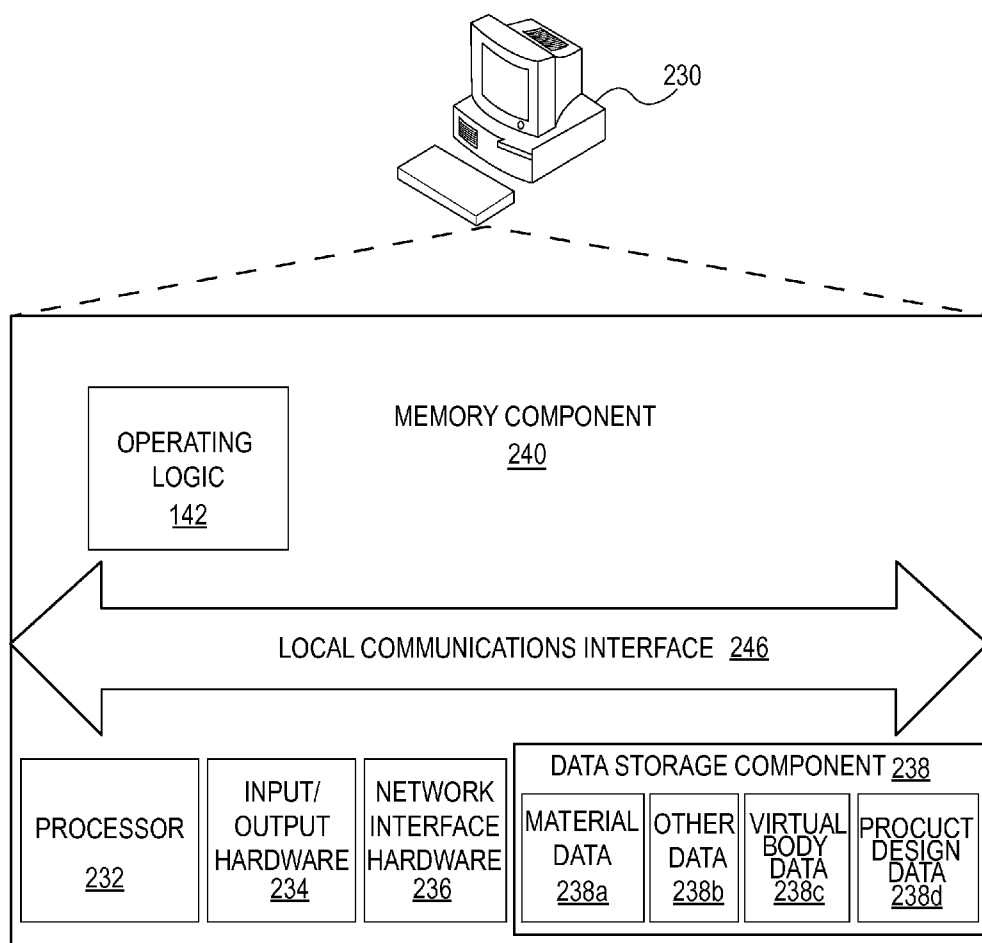 230
MEMORY COMPONENT
240
OPERATING
LOGIC
142
LOCAL COMMUNICATIONS INTERFACE 246
PROCESSOR
232
INPUT/
OUTPUT
HARDWARE
234
NETWORK
INTERFACE
HARDWARE
236
DATA STORAGE COMPONENT 238
MATERIAL
DATA
238a
OTHER
DATA
238b
VIRTUAL
BODY
DATA
238c
PROCUCT
DESIGN
DATA
238d